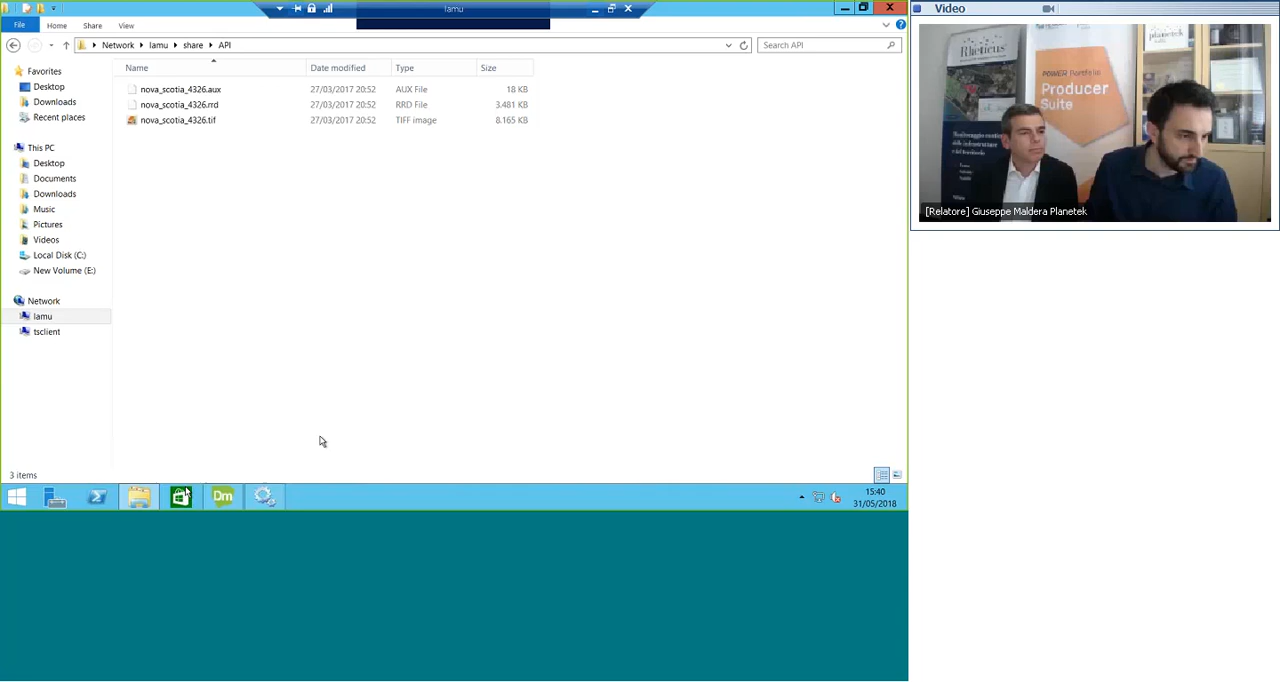 lamu
Video
File
Home
Share
View
Network
lamu
share
API
Search API
Favorites
Desktop
Downloads
Recent places
This PC
Desktop
Documents
Downloads
Music
Pictures
Videos
Local Disk (C:)
New Volume (E:)
Network
lamu
tsclient
Name Date modified Type Size
nova_scotia_4326.aux 27/03/2017 20:52 AUX File 18 KB
nova_scotia_4326.rrd 27/03/2017 20:52 RRD File 3.481 KB
nova_scotia_4326.tif 27/03/2017 20:52 TIFF image 8.165 KB
3 items
Dm
15:40
31/05/2018
Rheticus
planetek
POWER Portfolio
Producer
Suite
[Relatore] Giuseppe Maldera Planetek